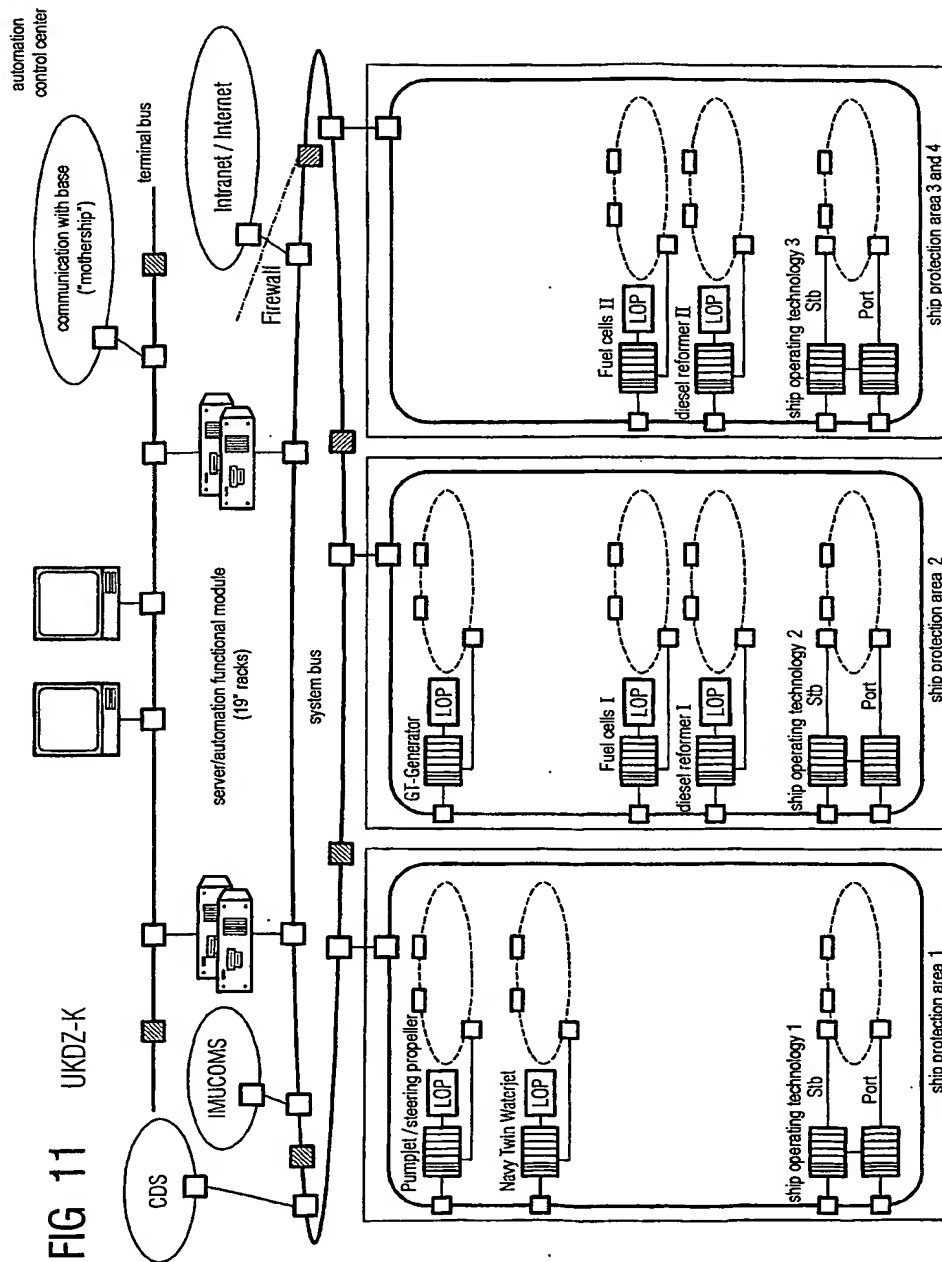 FIG 11
UKDZ-K
automation
control center
communication with base
("mothership")
terminal bus
CDS
IMUCOMS
server/automation functional module
(19" racks)
Intranet / Internet
Firewall
system bus
Pumpjet / steering propeller
LOP
Navy Twin Waterjet
LOP
ship operating technology 1
Stb
Port
ship protection area 1
GT-Generator
LOP
Fuel cells I
LOP
diesel reformer I
LOP
ship operating technology 2
Stb
Port
ship protection area 2
Fuel cells II
LOP
diesel reformer II
LOP
ship operating technology 3
Stb
Port
ship protection area 3 and 4